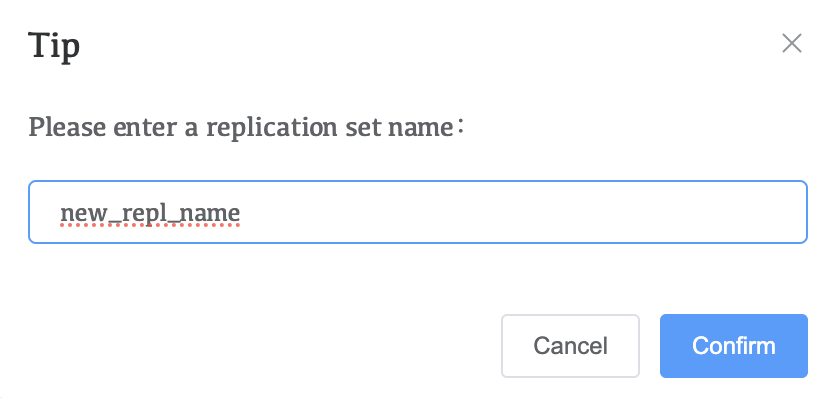 Tip
Please enter a replication set name：
new_repl_name
Cancel
Confirm